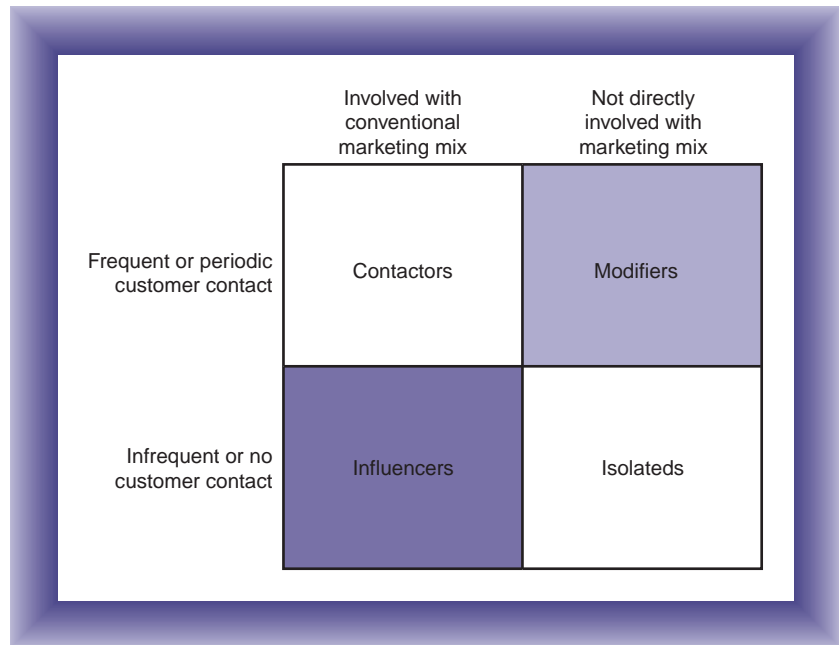 Involved with
conventional
marketing mix
Not directly
involved with
marketing mix
Frequent or periodic
customer contact
Contactors
Modifiers
Infrequent or no
customer contact
Influencers
Isolateds